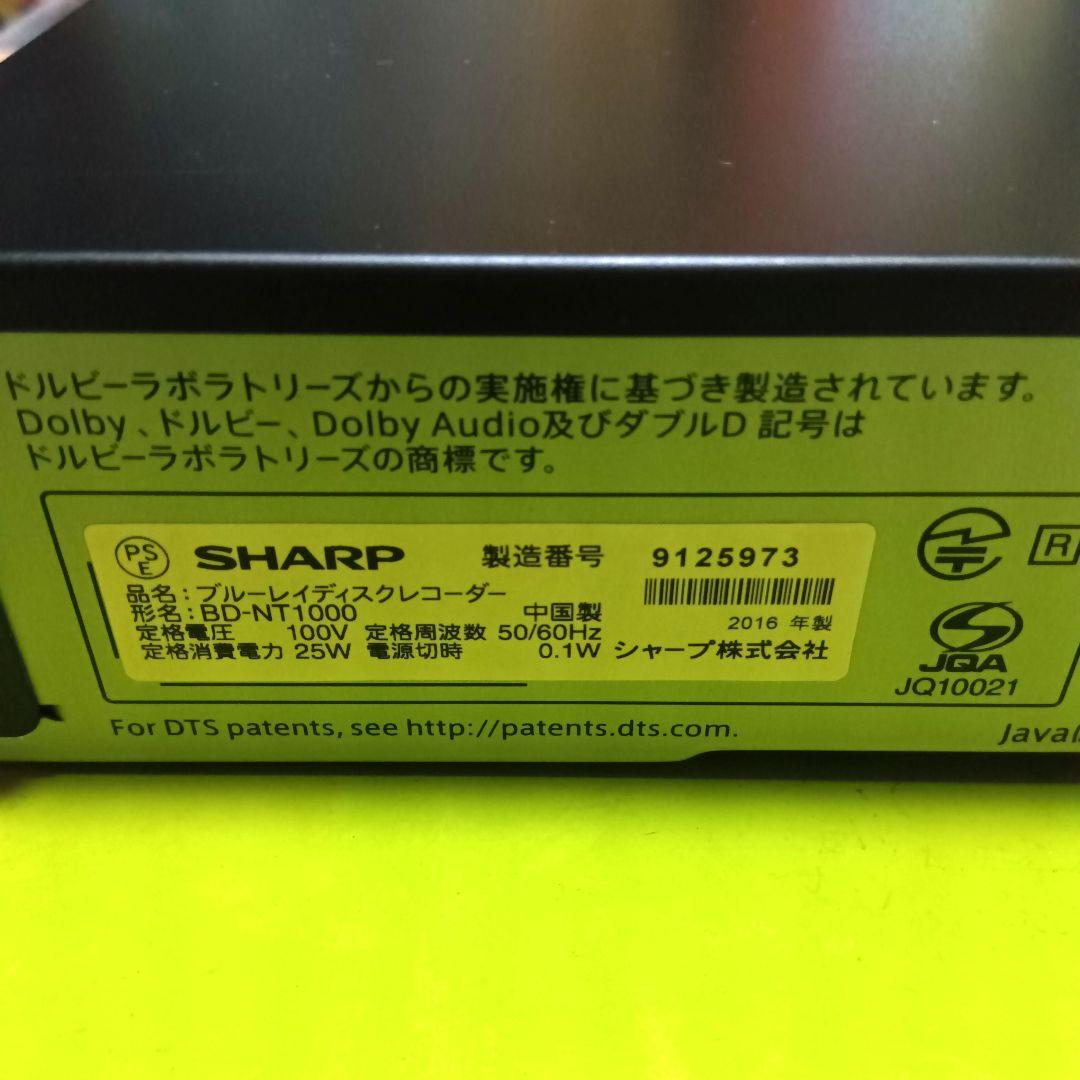 ドルビーラボラトリーズからの実施権に基づき製造されています。
Dolby、ドルビー、Dolby Audio及びダブルD 記号は
ドルビーラボラトリーズの商標です。
PSE SHARP 製造番号 9125973
品名:ブルーレイディスクレコーダー
形名:BD-NT1000 中国製 2016 年製
定格電圧 100V 定格周波数 50/60Hz
定格消費電力 25W 電源切時 0.1W シャープ株式会社
R
JQA
JQ10021
For DTS patents, see http://patents.dts.com.
Java